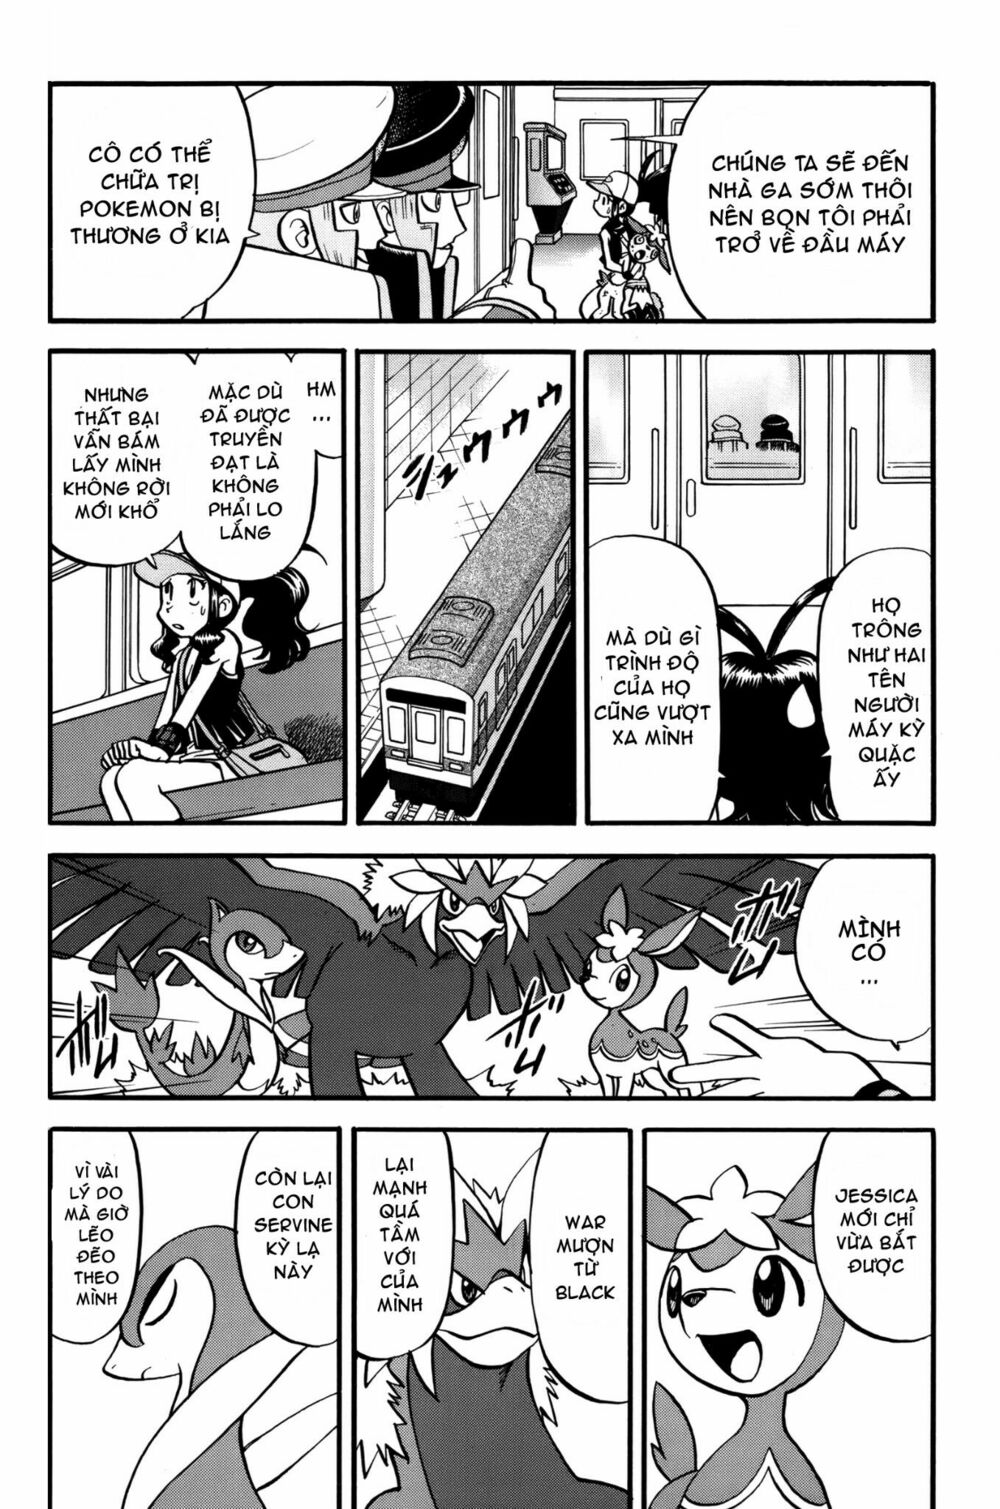 CHÚNG TA SẼ ĐẾN
NHÀ GA SỚM THÔI
NÊN BỌN TÔI PHẢI
TRỞ VỀ ĐẦU MÁY
CÔ CÓ THỂ
CHỮA TRỊ
POKEMON BỊ
THƯƠNG Ở KIA
HỌ
TRÔNG
NHƯ HAI
TÊN
NGƯỜI
MÁY KỲ
QUẶC
ẤY
MÀ DÙ GÌ
TRÌNH ĐỘ
CỦA HỌ
CŨNG VƯỢT
XA MÌNH
ジュゥゥゥ
HM
...
MẶC DÙ
ĐÃ ĐƯỢC
TRUYỀN
ĐẠT LÀ
KHÔNG
PHẢI LO
LẮNG
NHƯNG
THẤT BẠI
VẪN BÁM
LẤY MÌNH
KHÔNG RỜI
MỚI KHỔ
MÌNH
CÓ
...
JESSICA
MỚI CHỈ
VỪA BẮT
ĐƯỢC
WAR
MƯỢN
TỪ
BLACK
LẠI
MẠNH
QUÁ
TẦM
VỚI
CỦA
MÌNH
CÒN LẠI
CON
SERVINE
KỲ LẠ
NÀY
VÌ VÀI
LÝ DO
MÀ GIỜ
LẼO
ĐẼO
THEO
MÌNH